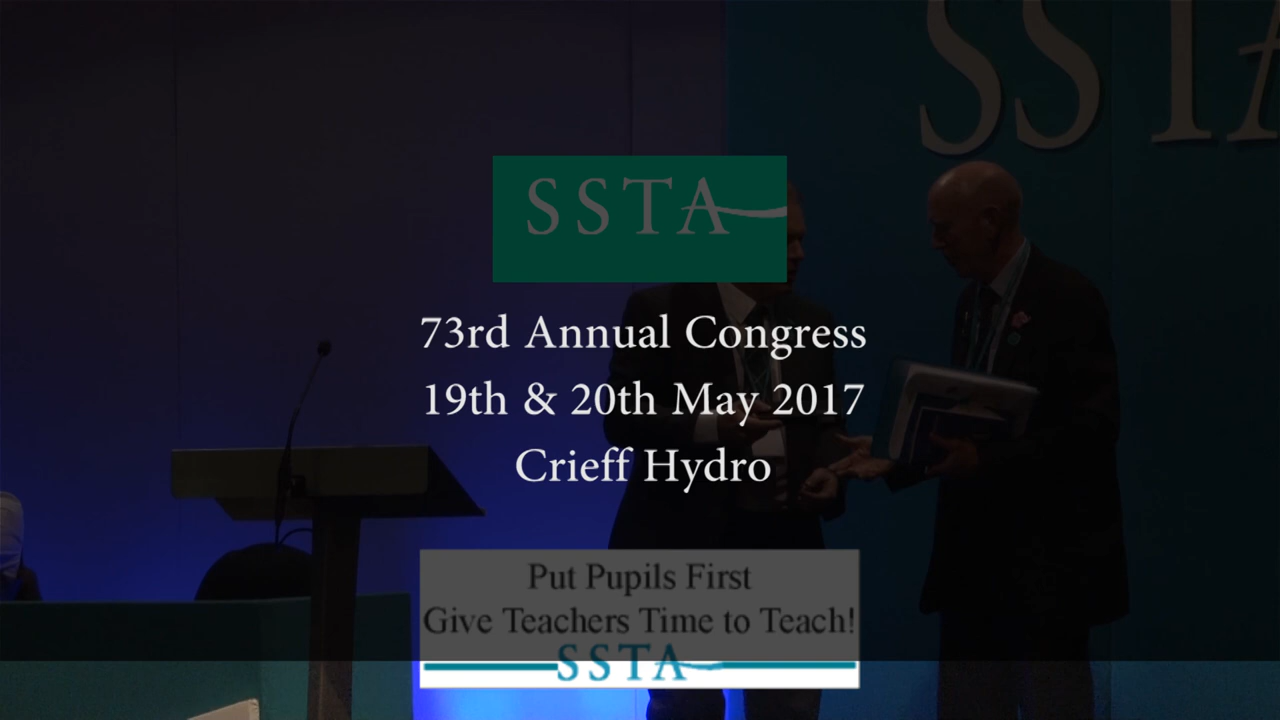 SSTA
SSTA
73rd Annual Congress
19th & 20th May 2017
Crieff Hydro
Put Pupils First
Give Teachers Time to Teach!
SSTA